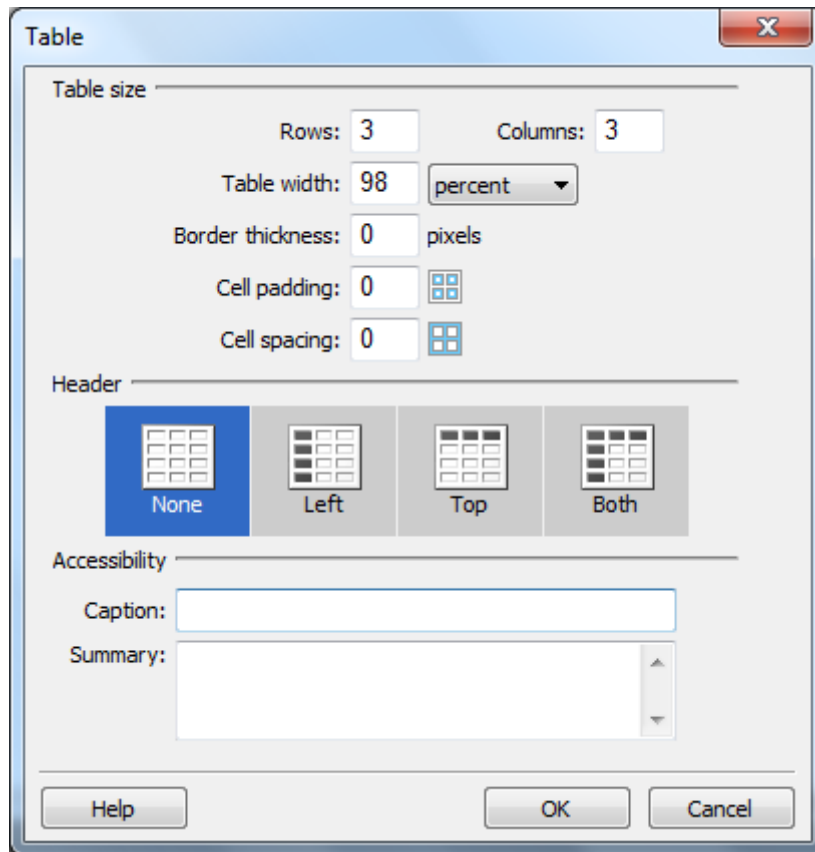 Table
Table size
Rows: 3 Columns: 3
Table width: 98 percent
Border thickness: 0 pixels
Cell padding: 0
Cell spacing: 0
Header
None Left Top Both
Accessibility
Caption:
Summary:
Help OK Cancel